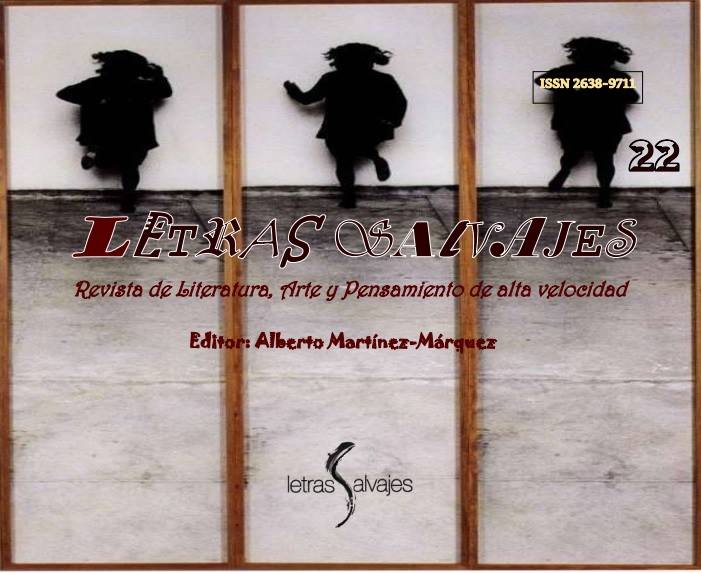 ISSN 2638-9711
22
LETRAS SALVAJES
Revista de Literatura, Arte y Pensamiento de alta velocidad
Editor: Alberto Martínez-Márquez
letras Salvajes